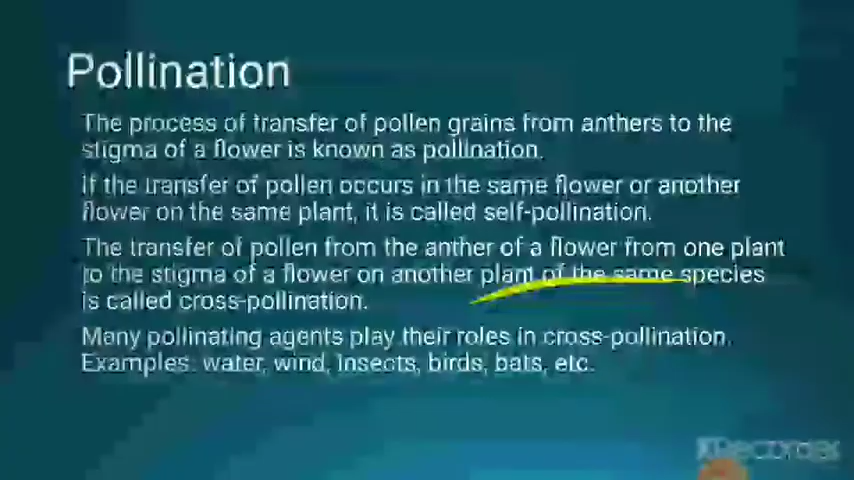 Pollination
The process of transfer of pollen grains from anthers to the
stigma of a flower is known as pollination.
If the transfer of pollen occurs in the same flower or another
flower on the same plant, it is called self-pollination.
The transfer of pollen from the anther of a flower from one plant
to the stigma of a flower on another plant of the same species
is called cross-pollination.
Many pollinating agents play their roles in cross-pollination.
Examples: water, wind, insects, birds, bats, etc.
XRecorder